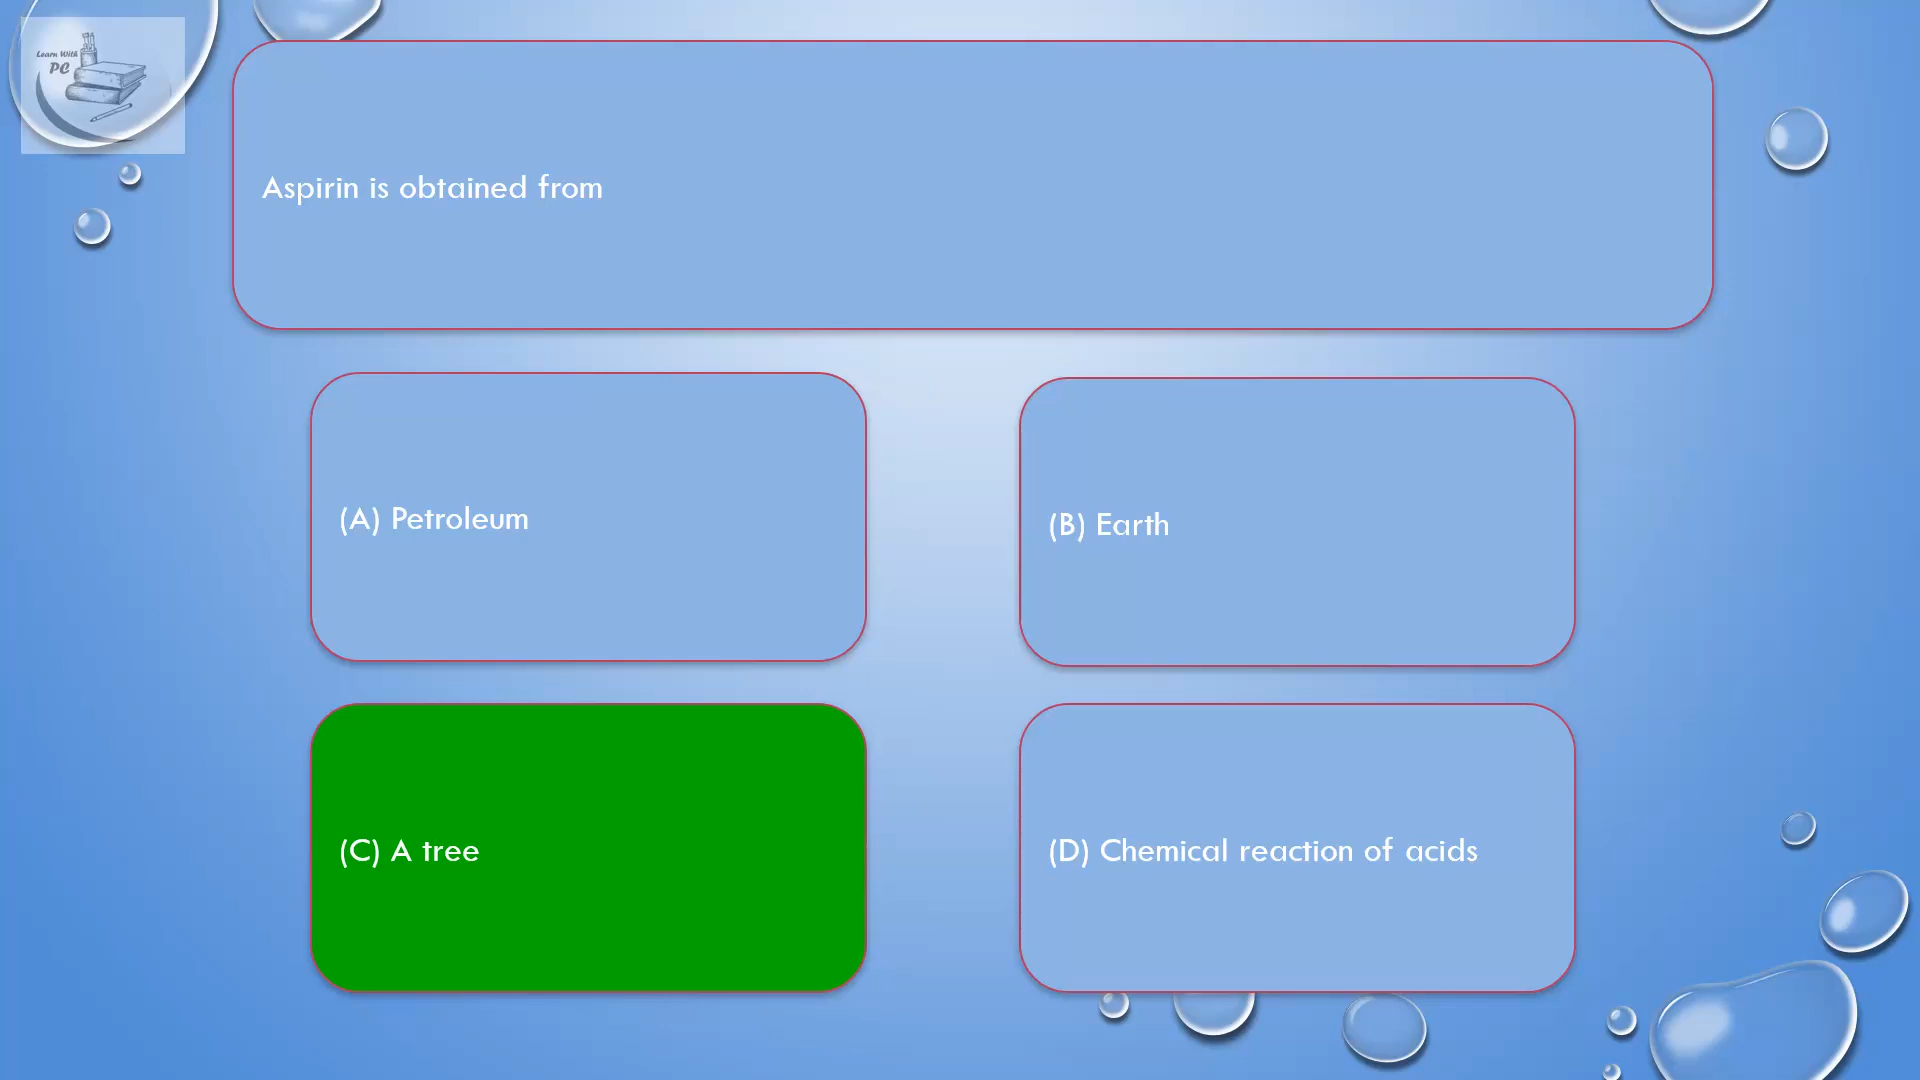 Learn With
PC
Aspirin is obtained from
(A) Petroleum
(B) Earth
(C) A tree
(D) Chemical reaction of acids